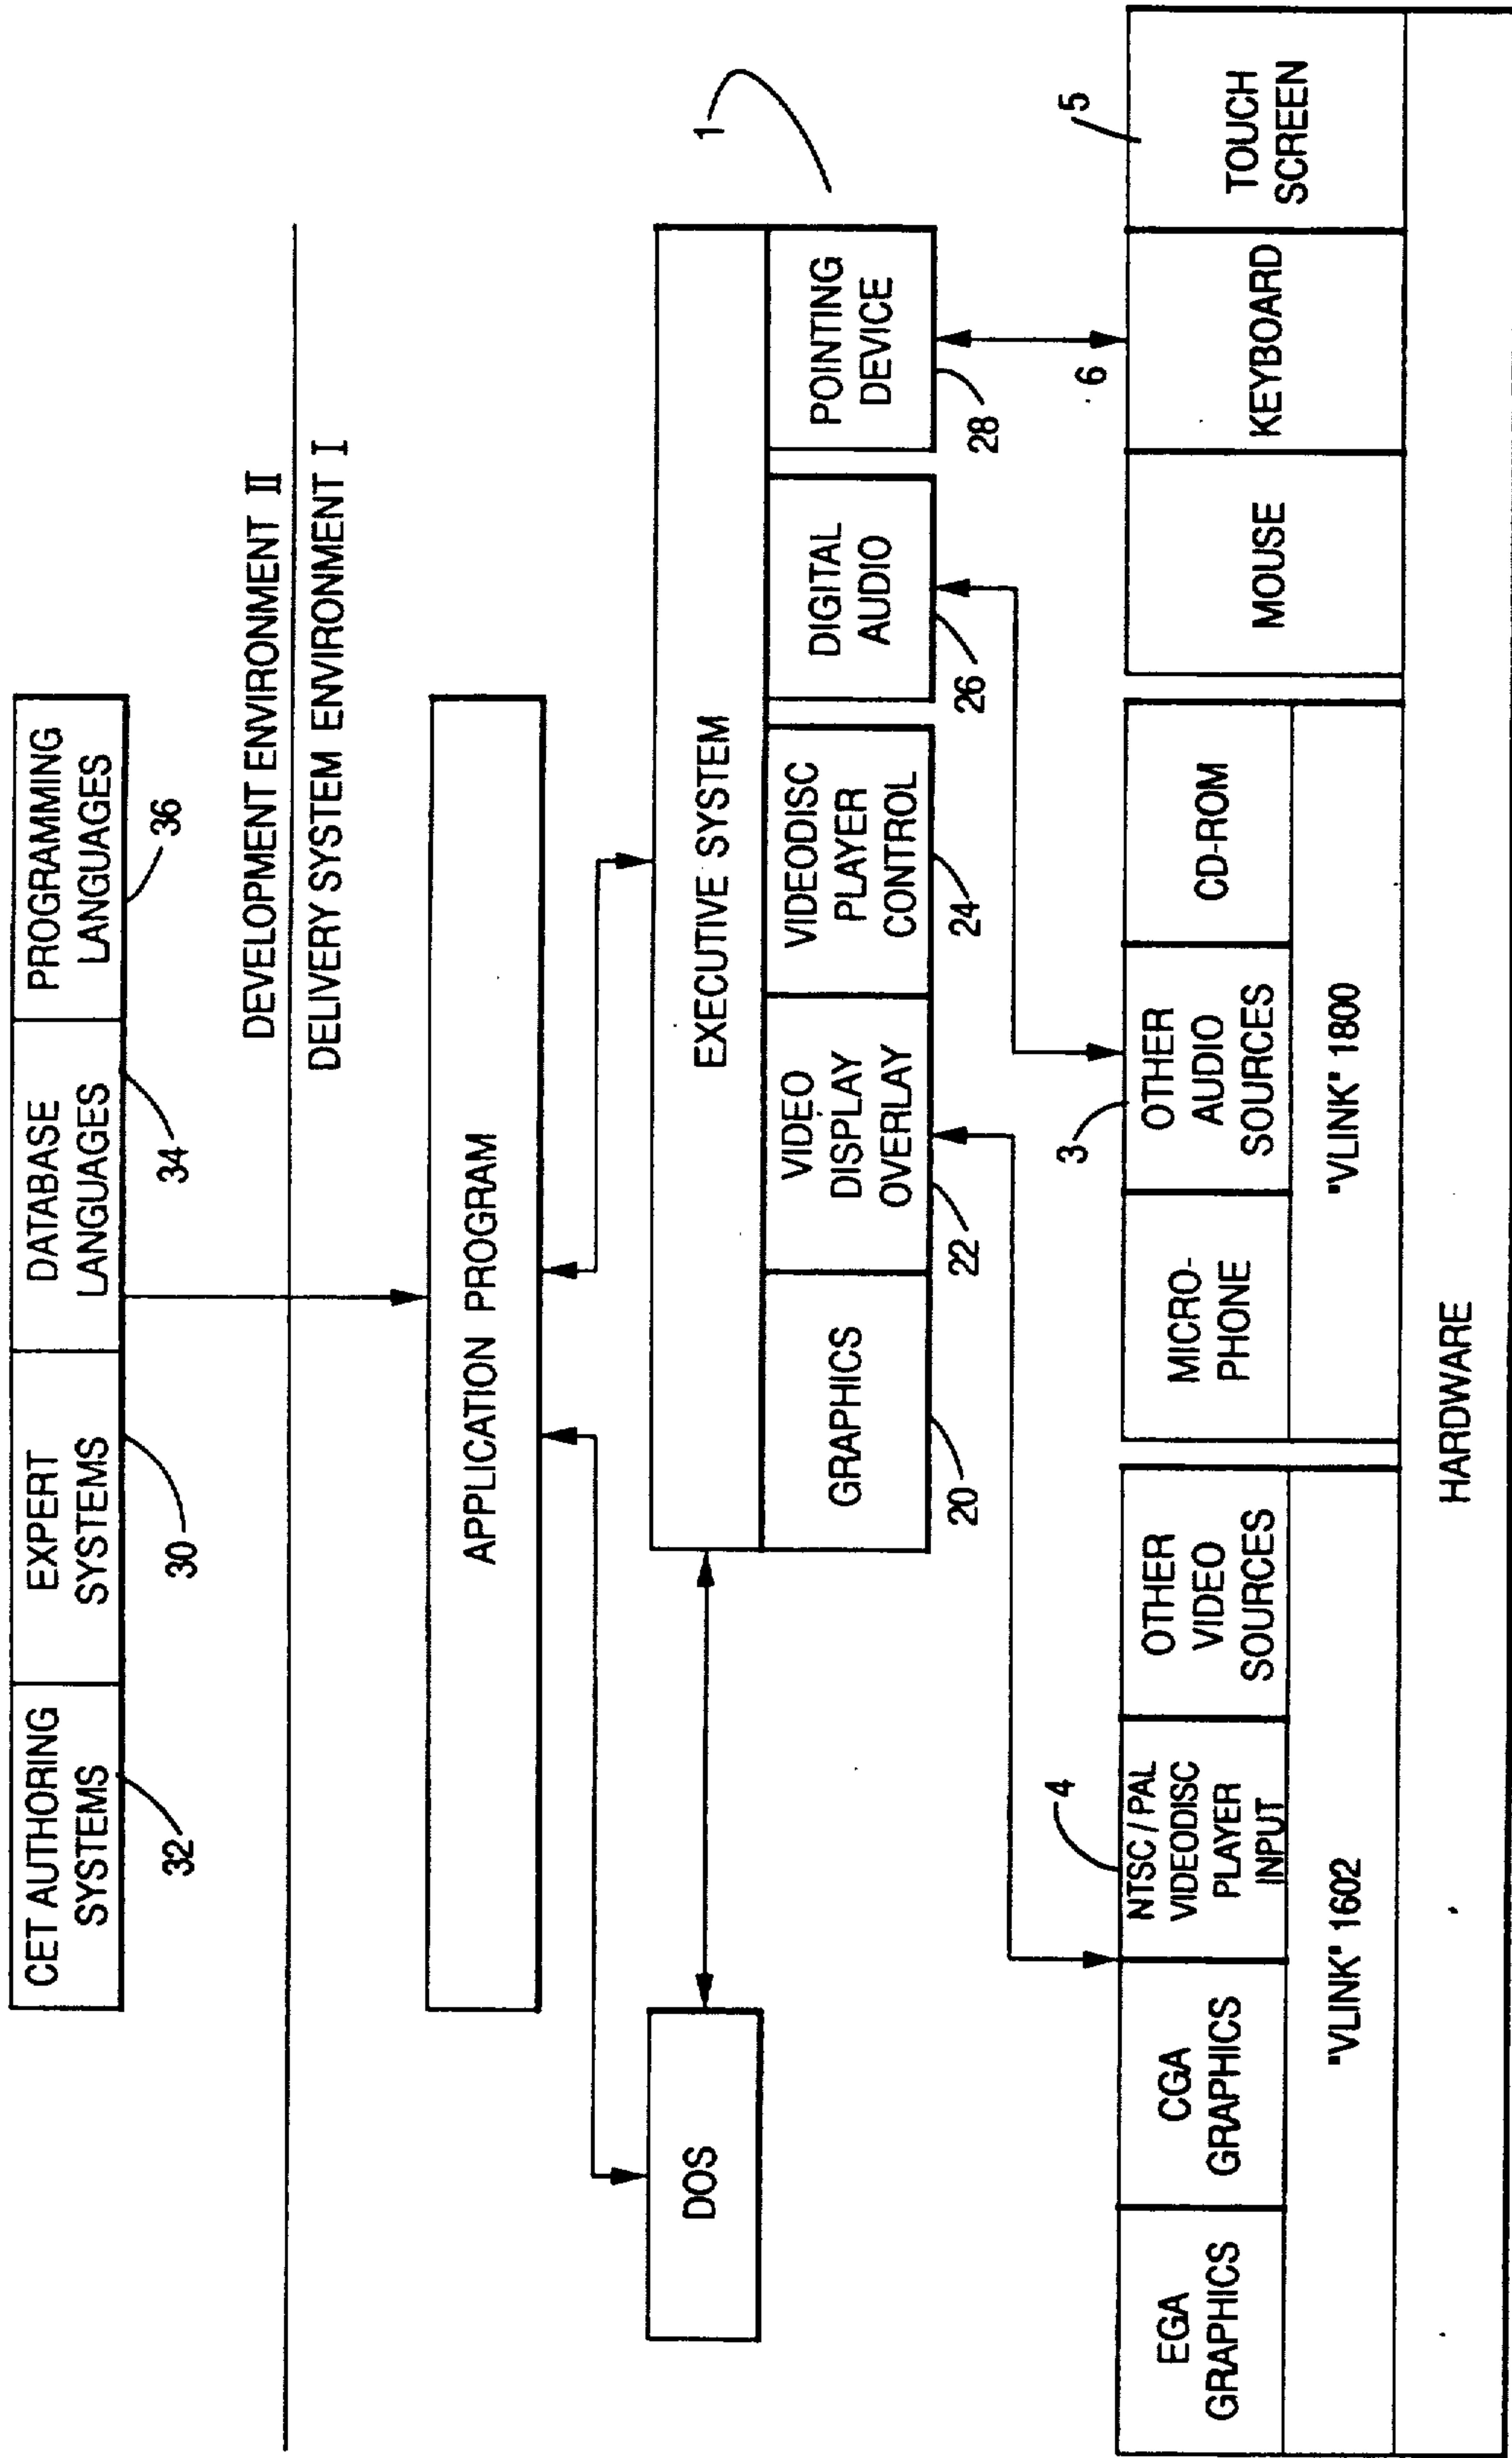 CET AUTHORING
SYSTEMS
32
EXPERT
SYSTEMS
30
DATABASE
LANGUAGES
34
PROGRAMMING
LANGUAGES
36
DEVELOPMENT ENVIRONMENT II
DELIVERY SYSTEM ENVIRONMENT I
APPLICATION PROGRAM
1
DOS
EXECUTIVE SYSTEM
GRAPHICS
20
VIDEO
DISPLAY
OVERLAY
22
VIDEODISC
PLAYER
CONTROL
24
DIGITAL
AUDIO
26
POINTING
DEVICE
28
EGA
GRAPHICS
CGA
GRAPHICS
4
NTSC / PAL
VIDEODISC
PLAYER
INPUT
OTHER
VIDEO
SOURCES
"VLINK" 1602
MICRO-
PHONE
3
OTHER
AUDIO
SOURCES
CD-ROM
"VLINK" 1800
MOUSE
6
KEYBOARD
5
TOUCH
SCREEN
HARDWARE